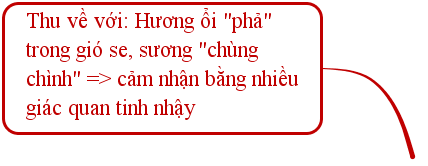 Thu về với: Hương ổi "phả"
trong gió se, sương "chùng
chình" => cảm nhận bằng nhiều
giác quan tinh nhậy